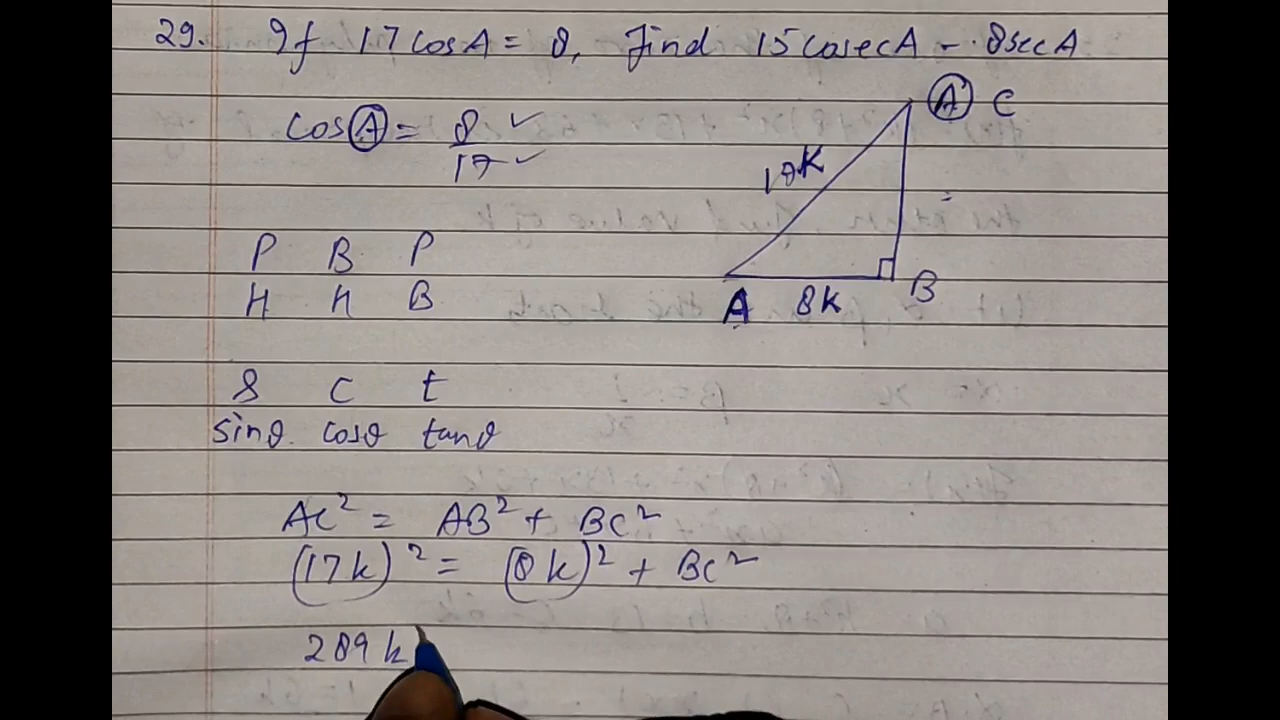 29. If 17 cos A = 8, find 15 cosec A - 8 sec A
cos A = 8/17
A C
17k
A 8k B
P B P
H H B
S C t
sinθ cosθ tanθ
AC² = AB² + BC²
(17k)² = (8k)² + BC²
289k